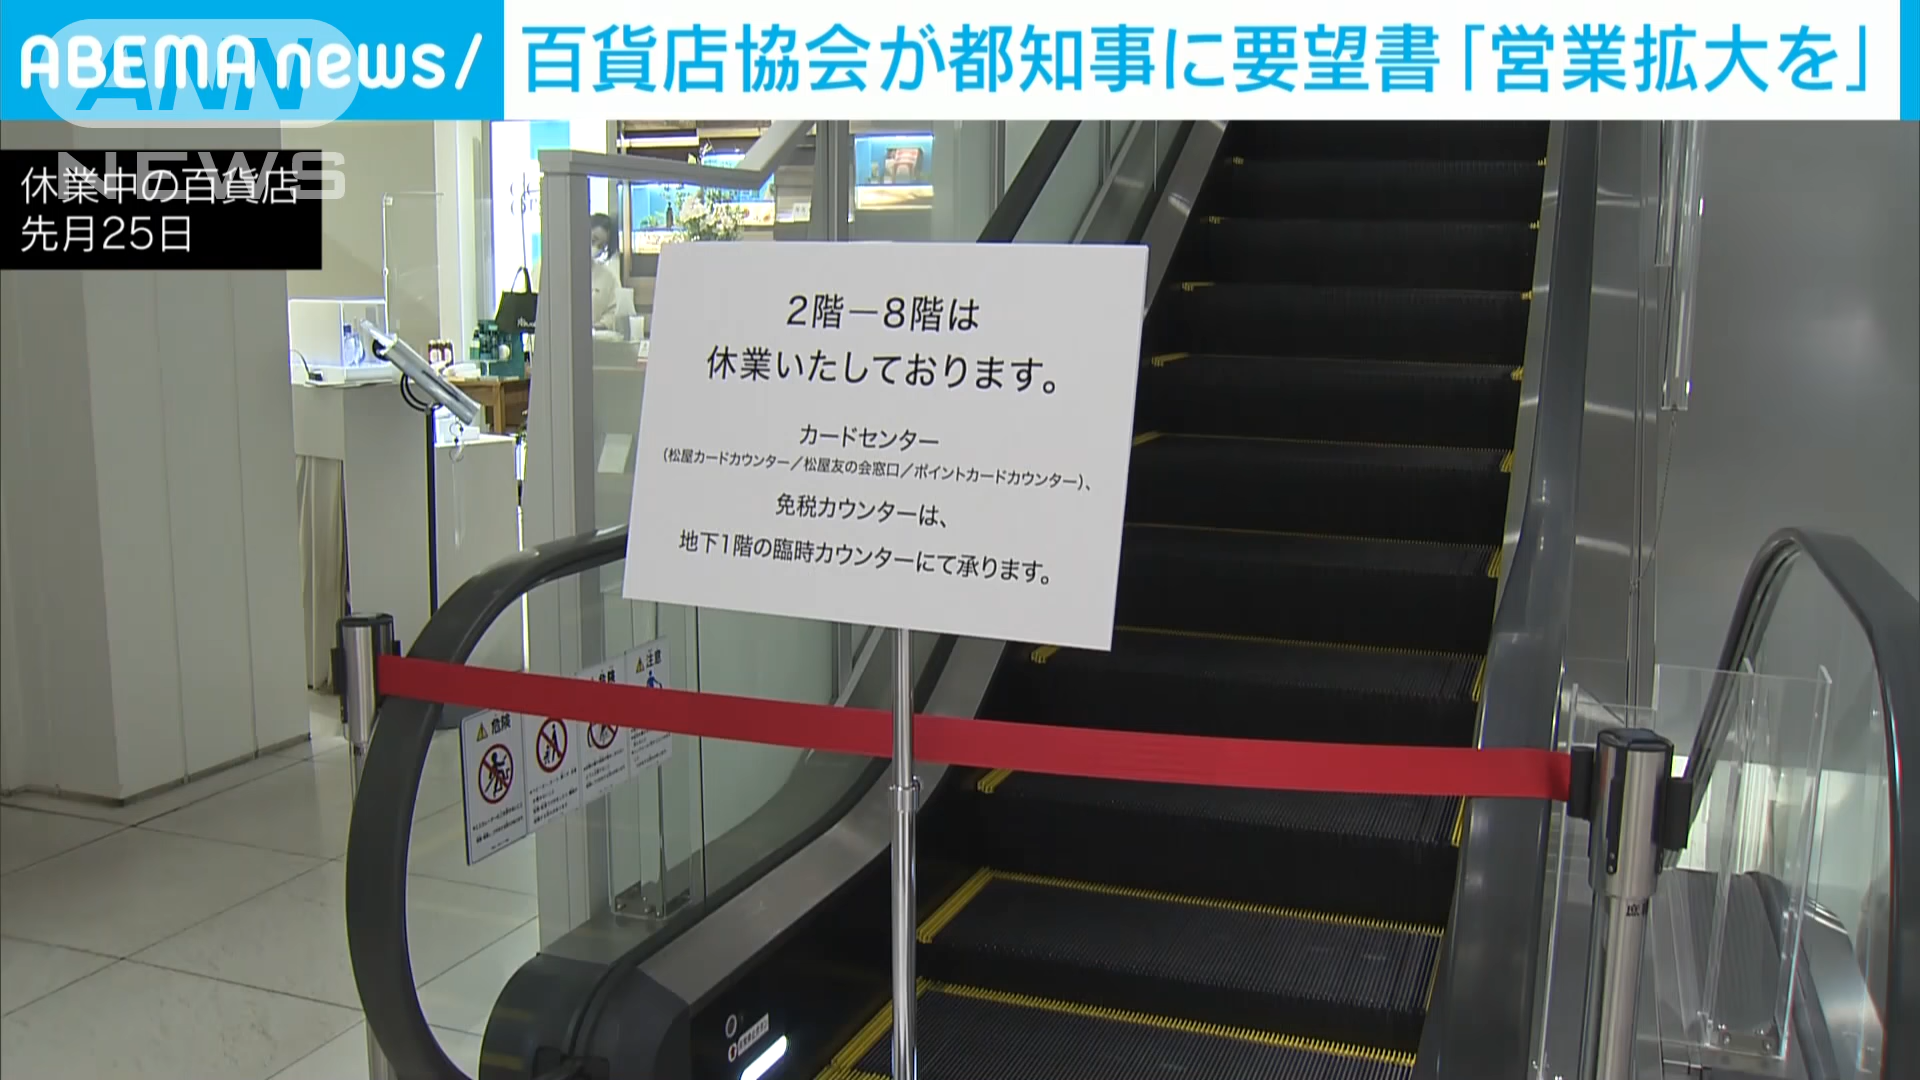 ABEMA news/
ANN
NEWS
百貨店協会が都知事に要望書「営業拡大を」
休業中の百貨店
先月25日
2階－8階は
休業いたしております。
カードセンター
（松屋カードカウンター／松屋友の会窓口／ポイントカードカウンター）、
免税カウンターは、
地下1階の臨時カウンターにて承ります。
危険
危険
注意